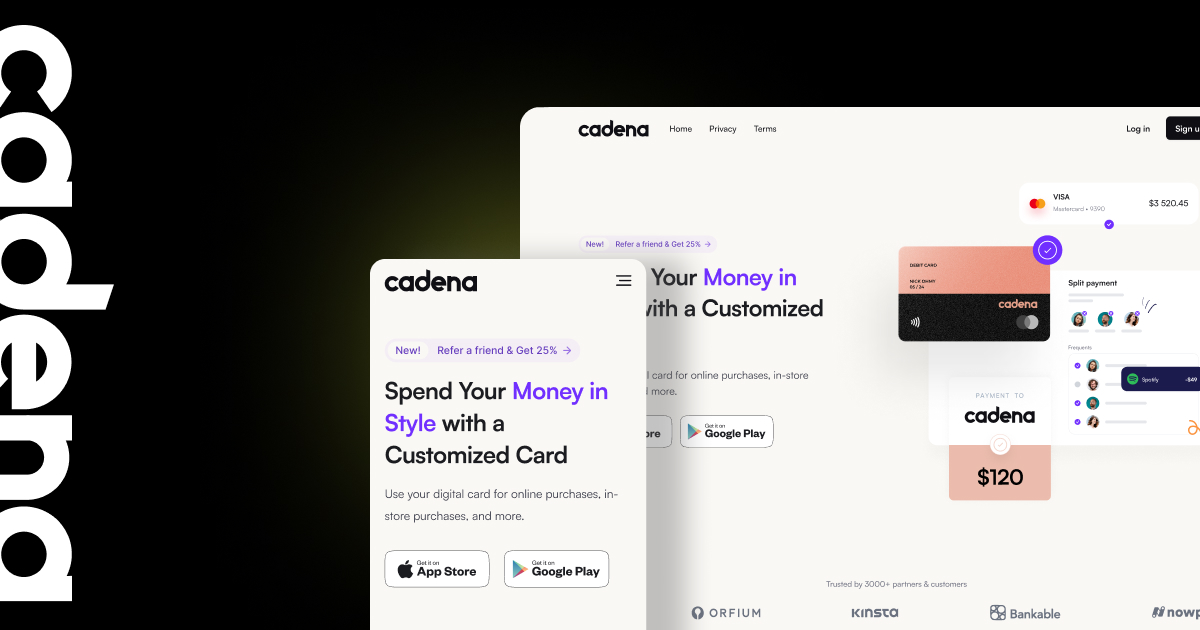 cadena
cadena
Home
Privacy
Terms
Log in
Sign u
VISA
Mastercard • 9390
$3 520.45
New!
Refer a friend & Get 25%
Your Money in
with a Customized
card for online purchases, in-store
more.
ore
Get it on
Google Play
DEBIT CARD
NICK DHMY
05 / 24
cadena
Split payment
Frequents
Spotify
-$49
PAYMENT TO
cadena
$120
Trusted by 3000+ partners & customers
ORFIUM
KINSTA
Bankable
nowp
cadena
New!
Refer a friend & Get 25%
Spend Your Money in
Style with a
Customized Card
Use your digital card for online purchases, in-
store purchases, and more.
Get it on
App Store
Get it on
Google Play